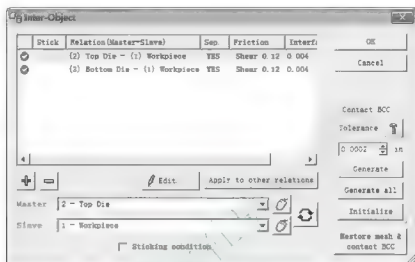 Inter-Object
Stick Relation(Master-Slave) Sep. Friction Interfa
(2) Top Die - (1) Workpiece YES Shear 0.12 0.004
(2) Bottom Die - (1) Workpiece YES Shear 0.12 0.004
OK
Cancel
Contact BCC
Tolerance
0.0002 in
Generate
Generate all
Initialize
Restore mesh &
contact BCC
Edit
Apply to other relations
Master 2 - Top Die
Slave 1 - Workpiece
Sticking condition